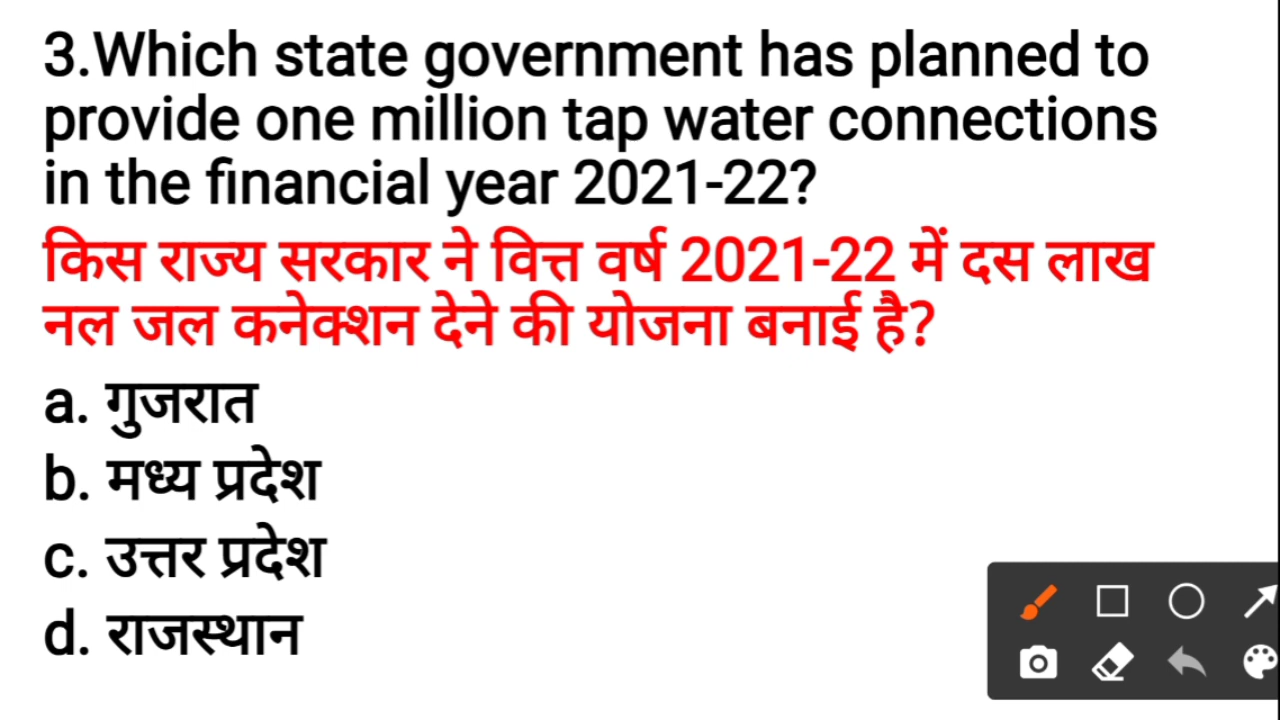 3.Which state government has planned to
provide one million tap water connections
in the financial year 2021-22?
किस राज्य सरकार ने वित्त वर्ष 2021-22 में दस लाख
नल जल कनेक्शन देने की योजना बनाई है?
a. गुजरात
b. मध्य प्रदेश
c. उत्तर प्रदेश
d. राजस्थान